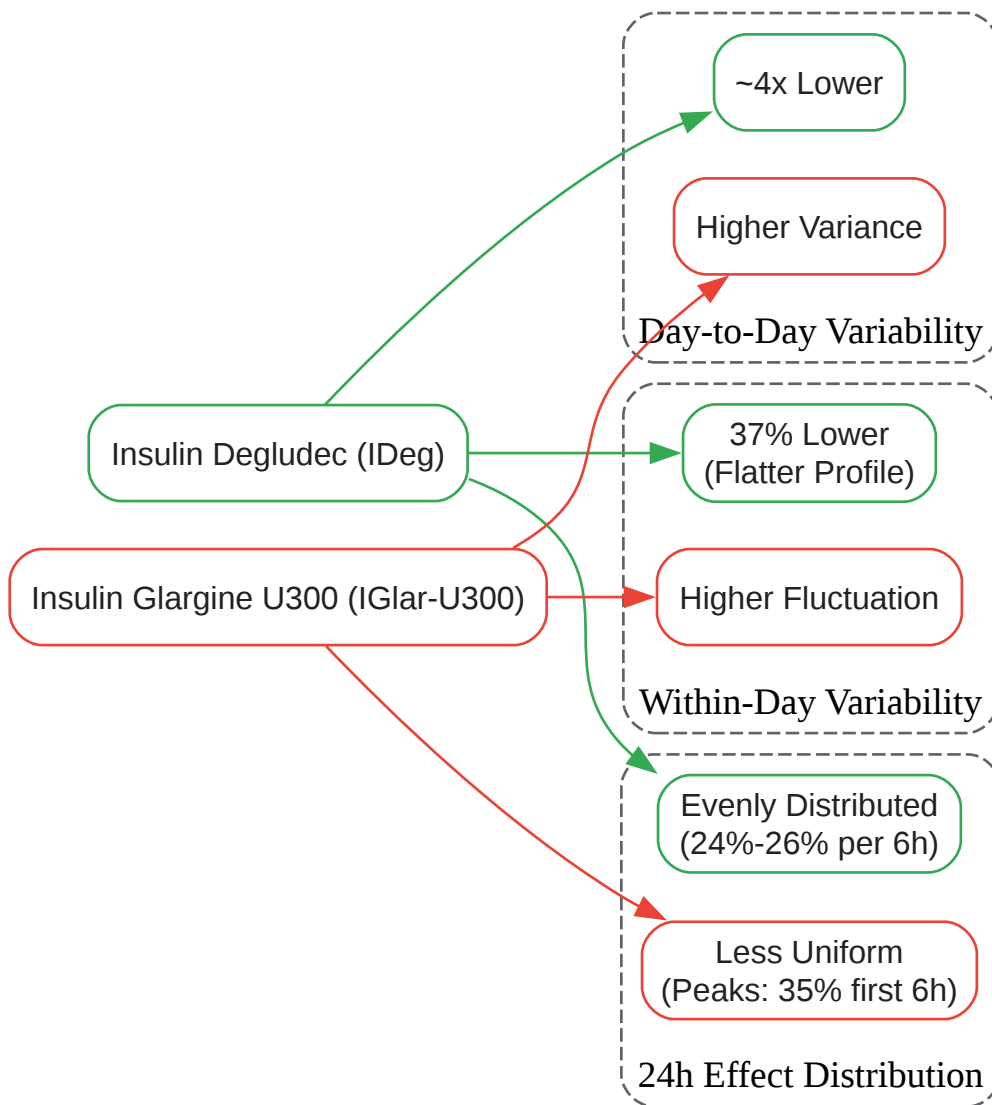 ~4x Lower
Higher Variance
Day-to-Day Variability
Insulin Degludec (IDeg)
37% Lower
(Flatter Profile)
Insulin Glargine U300 (IGlar-U300)
Higher Fluctuation
Within-Day Variability
Evenly Distributed
(24%-26% per 6h)
Less Uniform
(Peaks: 35% first 6h)
24h Effect Distribution